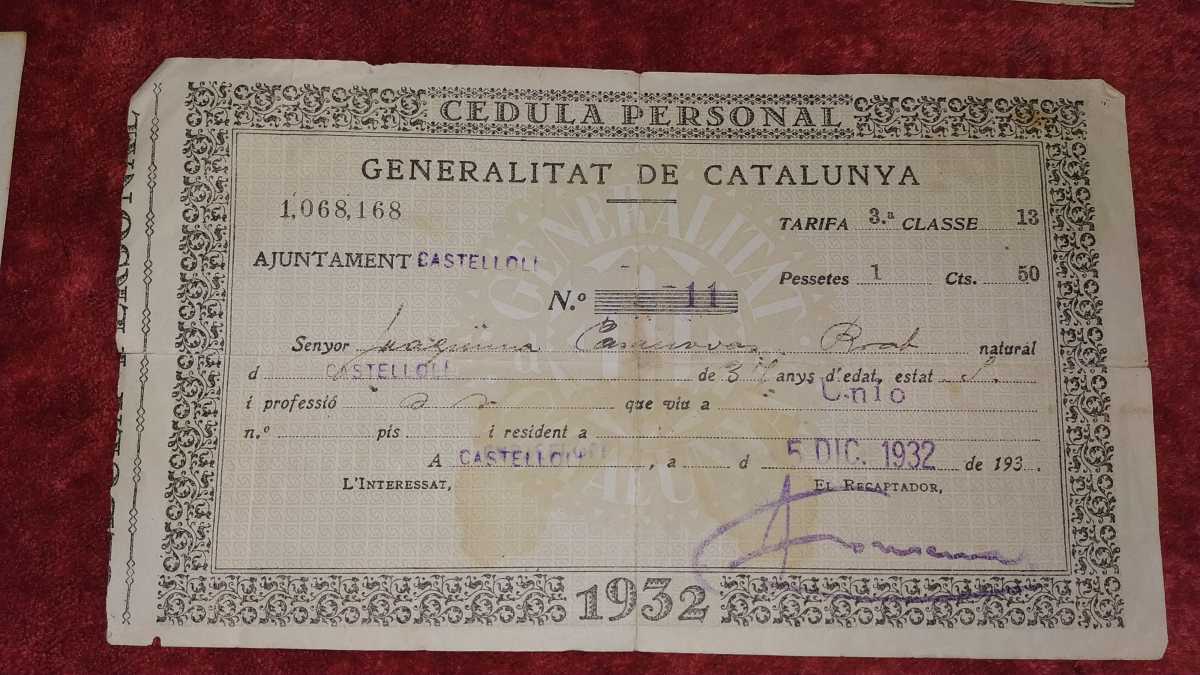 CEDULA PERSONAL
GENERALITAT DE CATALUNYA
1,068,168
TARIFA 3.ª CLASSE 13
AJUNTAMENT CASTELLOLI
Pessetes 1 Cts. 50
N.º 11
Senyor Casanovas natural
d CASTELLOLI de anys d'edat, estat S.
i professió que viu a Unió
n.º pis i resident a
A CASTELLOLI, a d 5 DIC. 1932 de 193 .
L'INTERESSAT,
EL RECAPTADOR,
1932